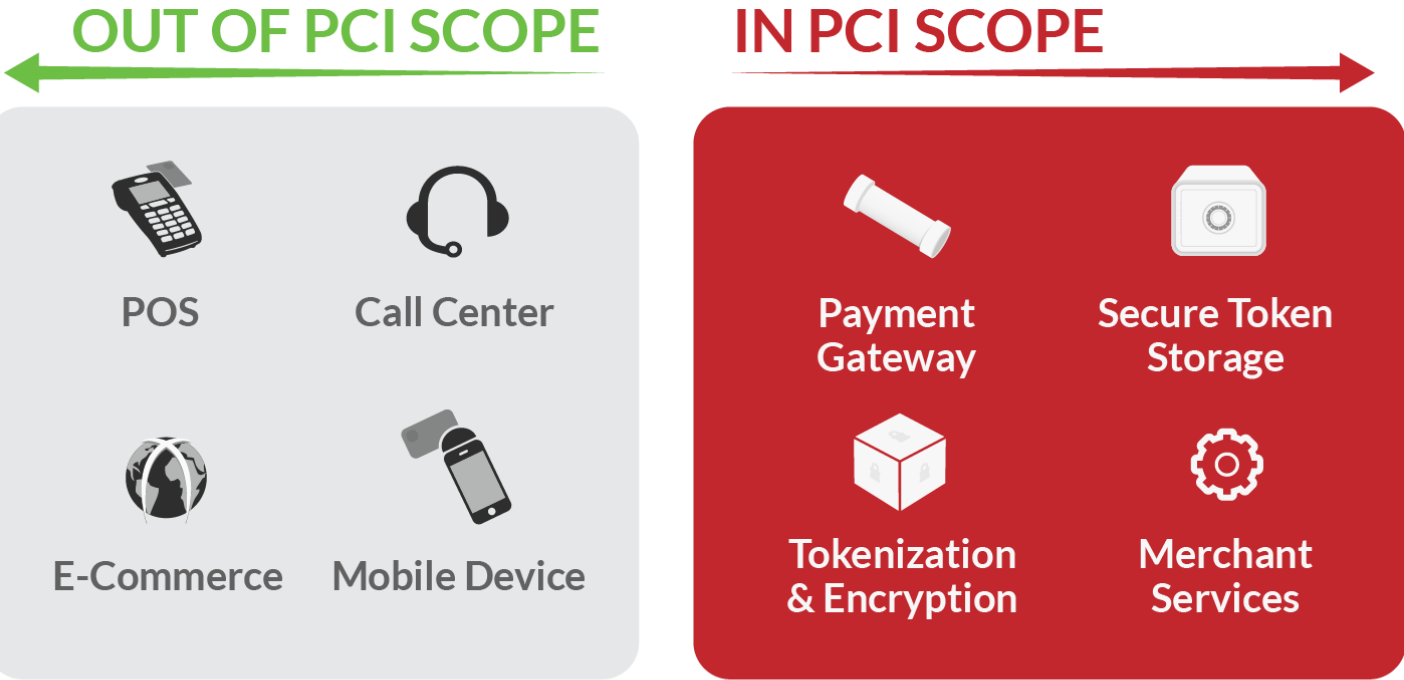 OUT OF PCI SCOPE
IN PCI SCOPE
POS
Call Center
E-Commerce
Mobile Device
Payment
Gateway
Secure Token
Storage
Tokenization
& Encryption
Merchant
Services